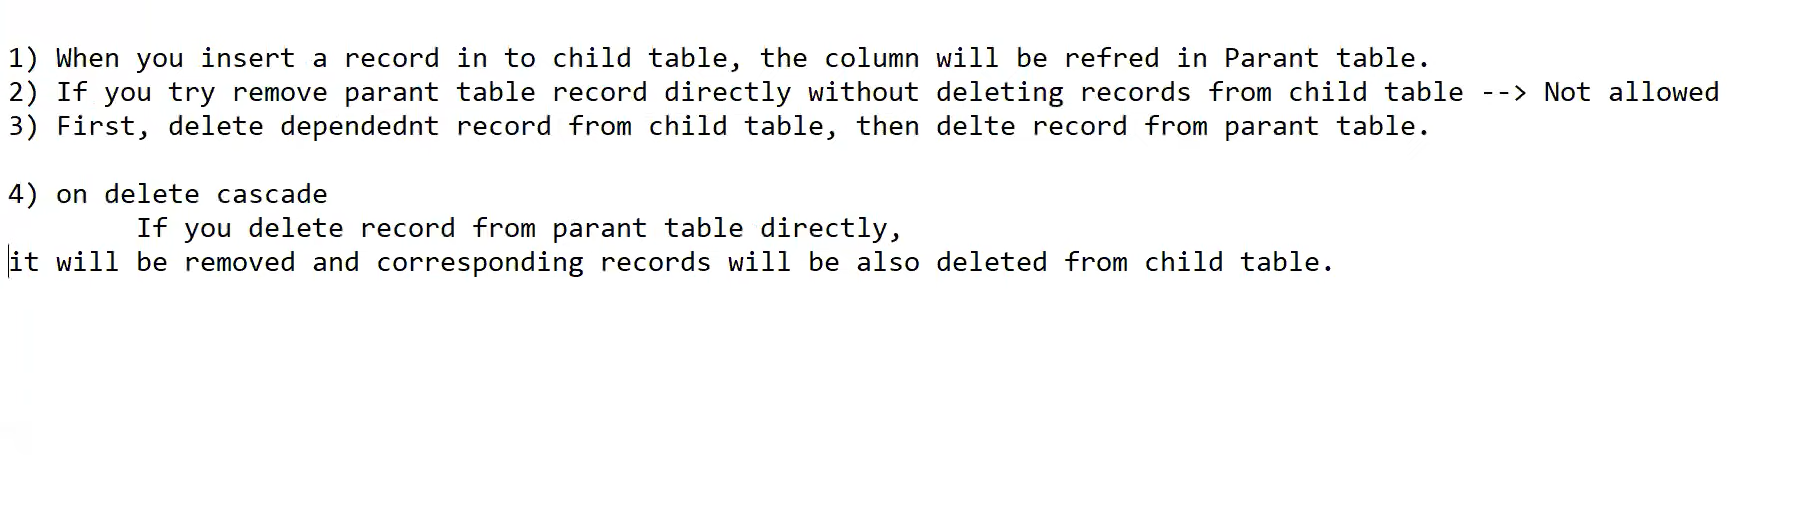 1) When you insert a record in to child table, the column will be refred in Parant table.
2) If you try remove parant table record directly without deleting records from child table --> Not allowed
3) First, delete dependednt record from child table, then delte record from parant table.
4) on delete cascade
If you delete record from parant table directly,
it will be removed and corresponding records will be also deleted from child table.